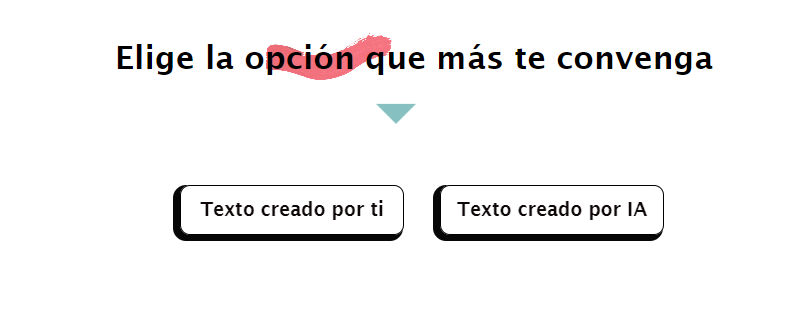 Elige la opción que más te convenga
Texto creado por ti
Texto creado por IA